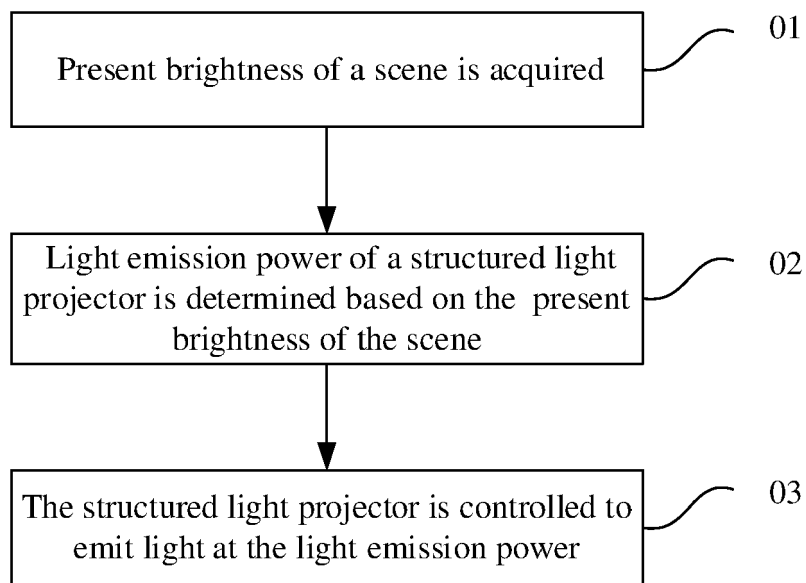 01
Present brightness of a scene is acquired
02
Light emission power of a structured light
projector is determined based on the present
brightness of the scene
03
The structured light projector is controlled to
emit light at the light emission power